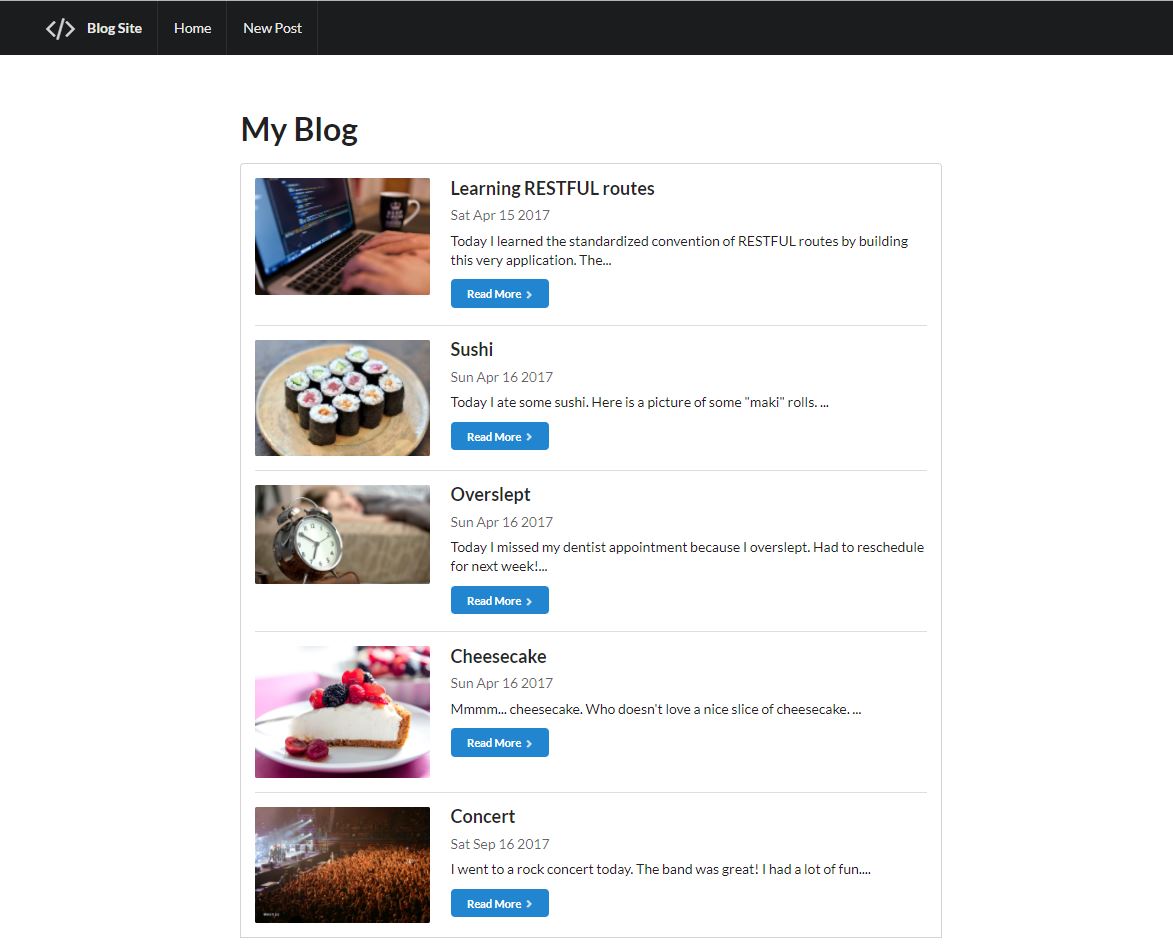 </> Blog Site Home New Post
My Blog
Learning RESTFUL routes
Sat Apr 15 2017
Today I learned the standardized convention of RESTFUL routes by building
this very application. The...
Read More
Sushi
Sun Apr 16 2017
Today I ate some sushi. Here is a picture of some "maki" rolls. ...
Read More
Overslept
Sun Apr 16 2017
Today I missed my dentist appointment because I overslept. Had to reschedule
for next week!...
Read More
Cheesecake
Sun Apr 16 2017
Mmmm... cheesecake. Who doesn't love a nice slice of cheesecake. ...
Read More
Concert
Sat Sep 16 2017
I went to a rock concert today. The band was great! I had a lot of fun....
Read More